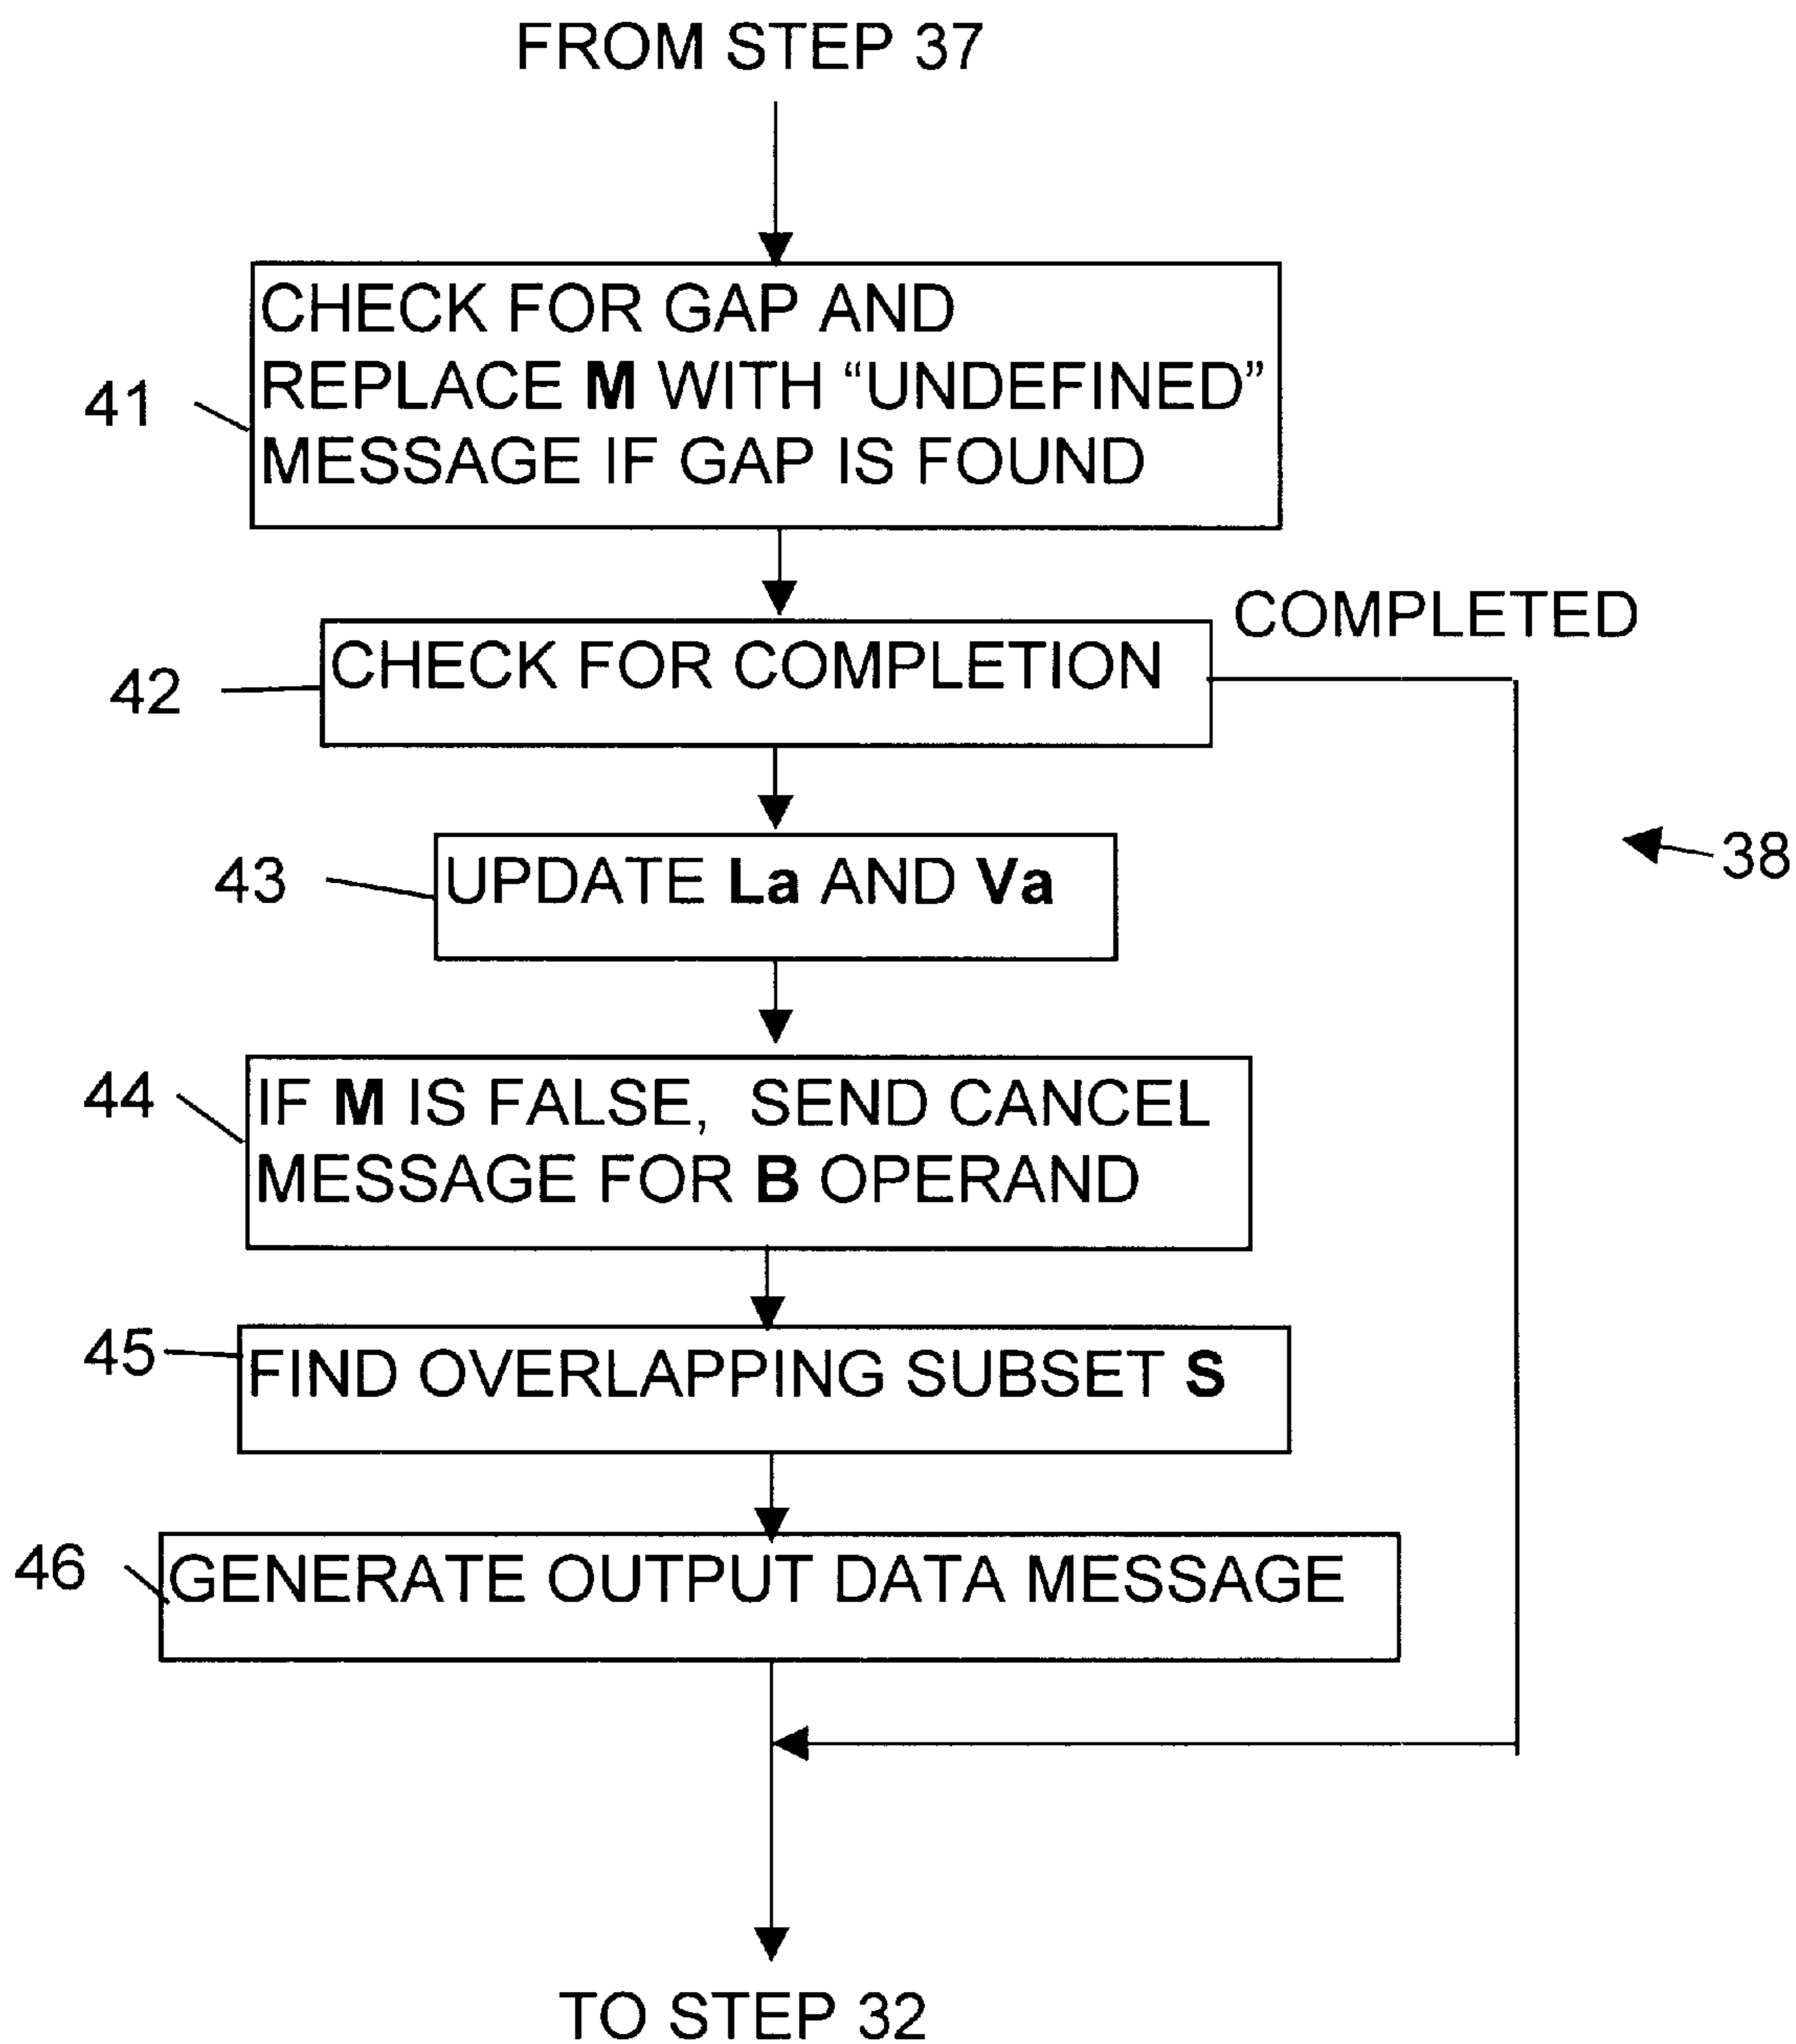 FROM STEP 37
CHECK FOR GAP AND
REPLACE M WITH “UNDEFINED”
MESSAGE IF GAP IS FOUND
41
COMPLETED
CHECK FOR COMPLETION
42
38
UPDATE La AND Va
43
IF M IS FALSE, SEND CANCEL
MESSAGE FOR B OPERAND
44
FIND OVERLAPPING SUBSET S
45
GENERATE OUTPUT DATA MESSAGE
46
TO STEP 32